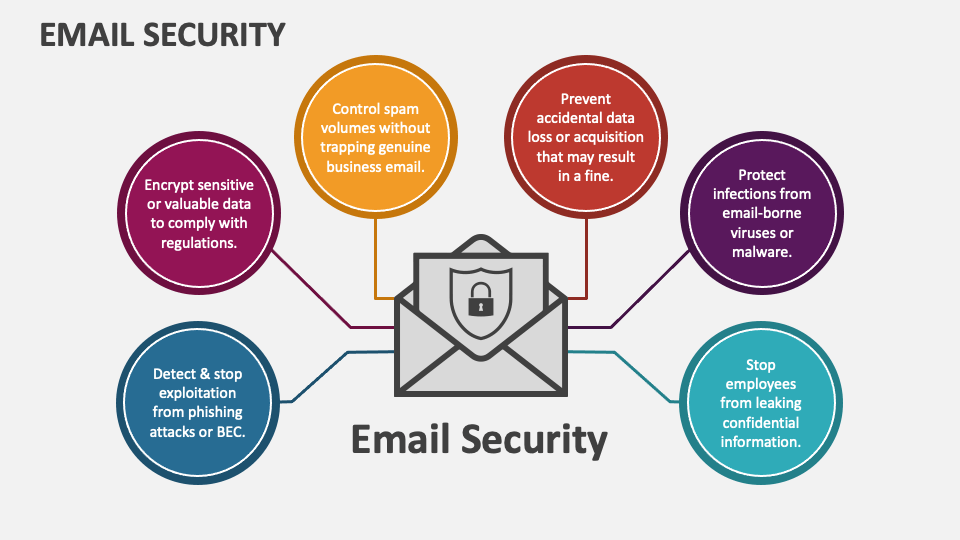 EMAIL SECURITY
Control spam
volumes without
trapping genuine
business email.
Prevent
accidental data
loss or acquisition
that may result
in a fine.
Encrypt sensitive
or valuable data
to comply with
regulations.
Protect
infections from
email-borne
viruses or
malware.
Detect & stop
exploitation
from phishing
attacks or BEC.
Stop
employees
from leaking
confidential
information.
Email Security